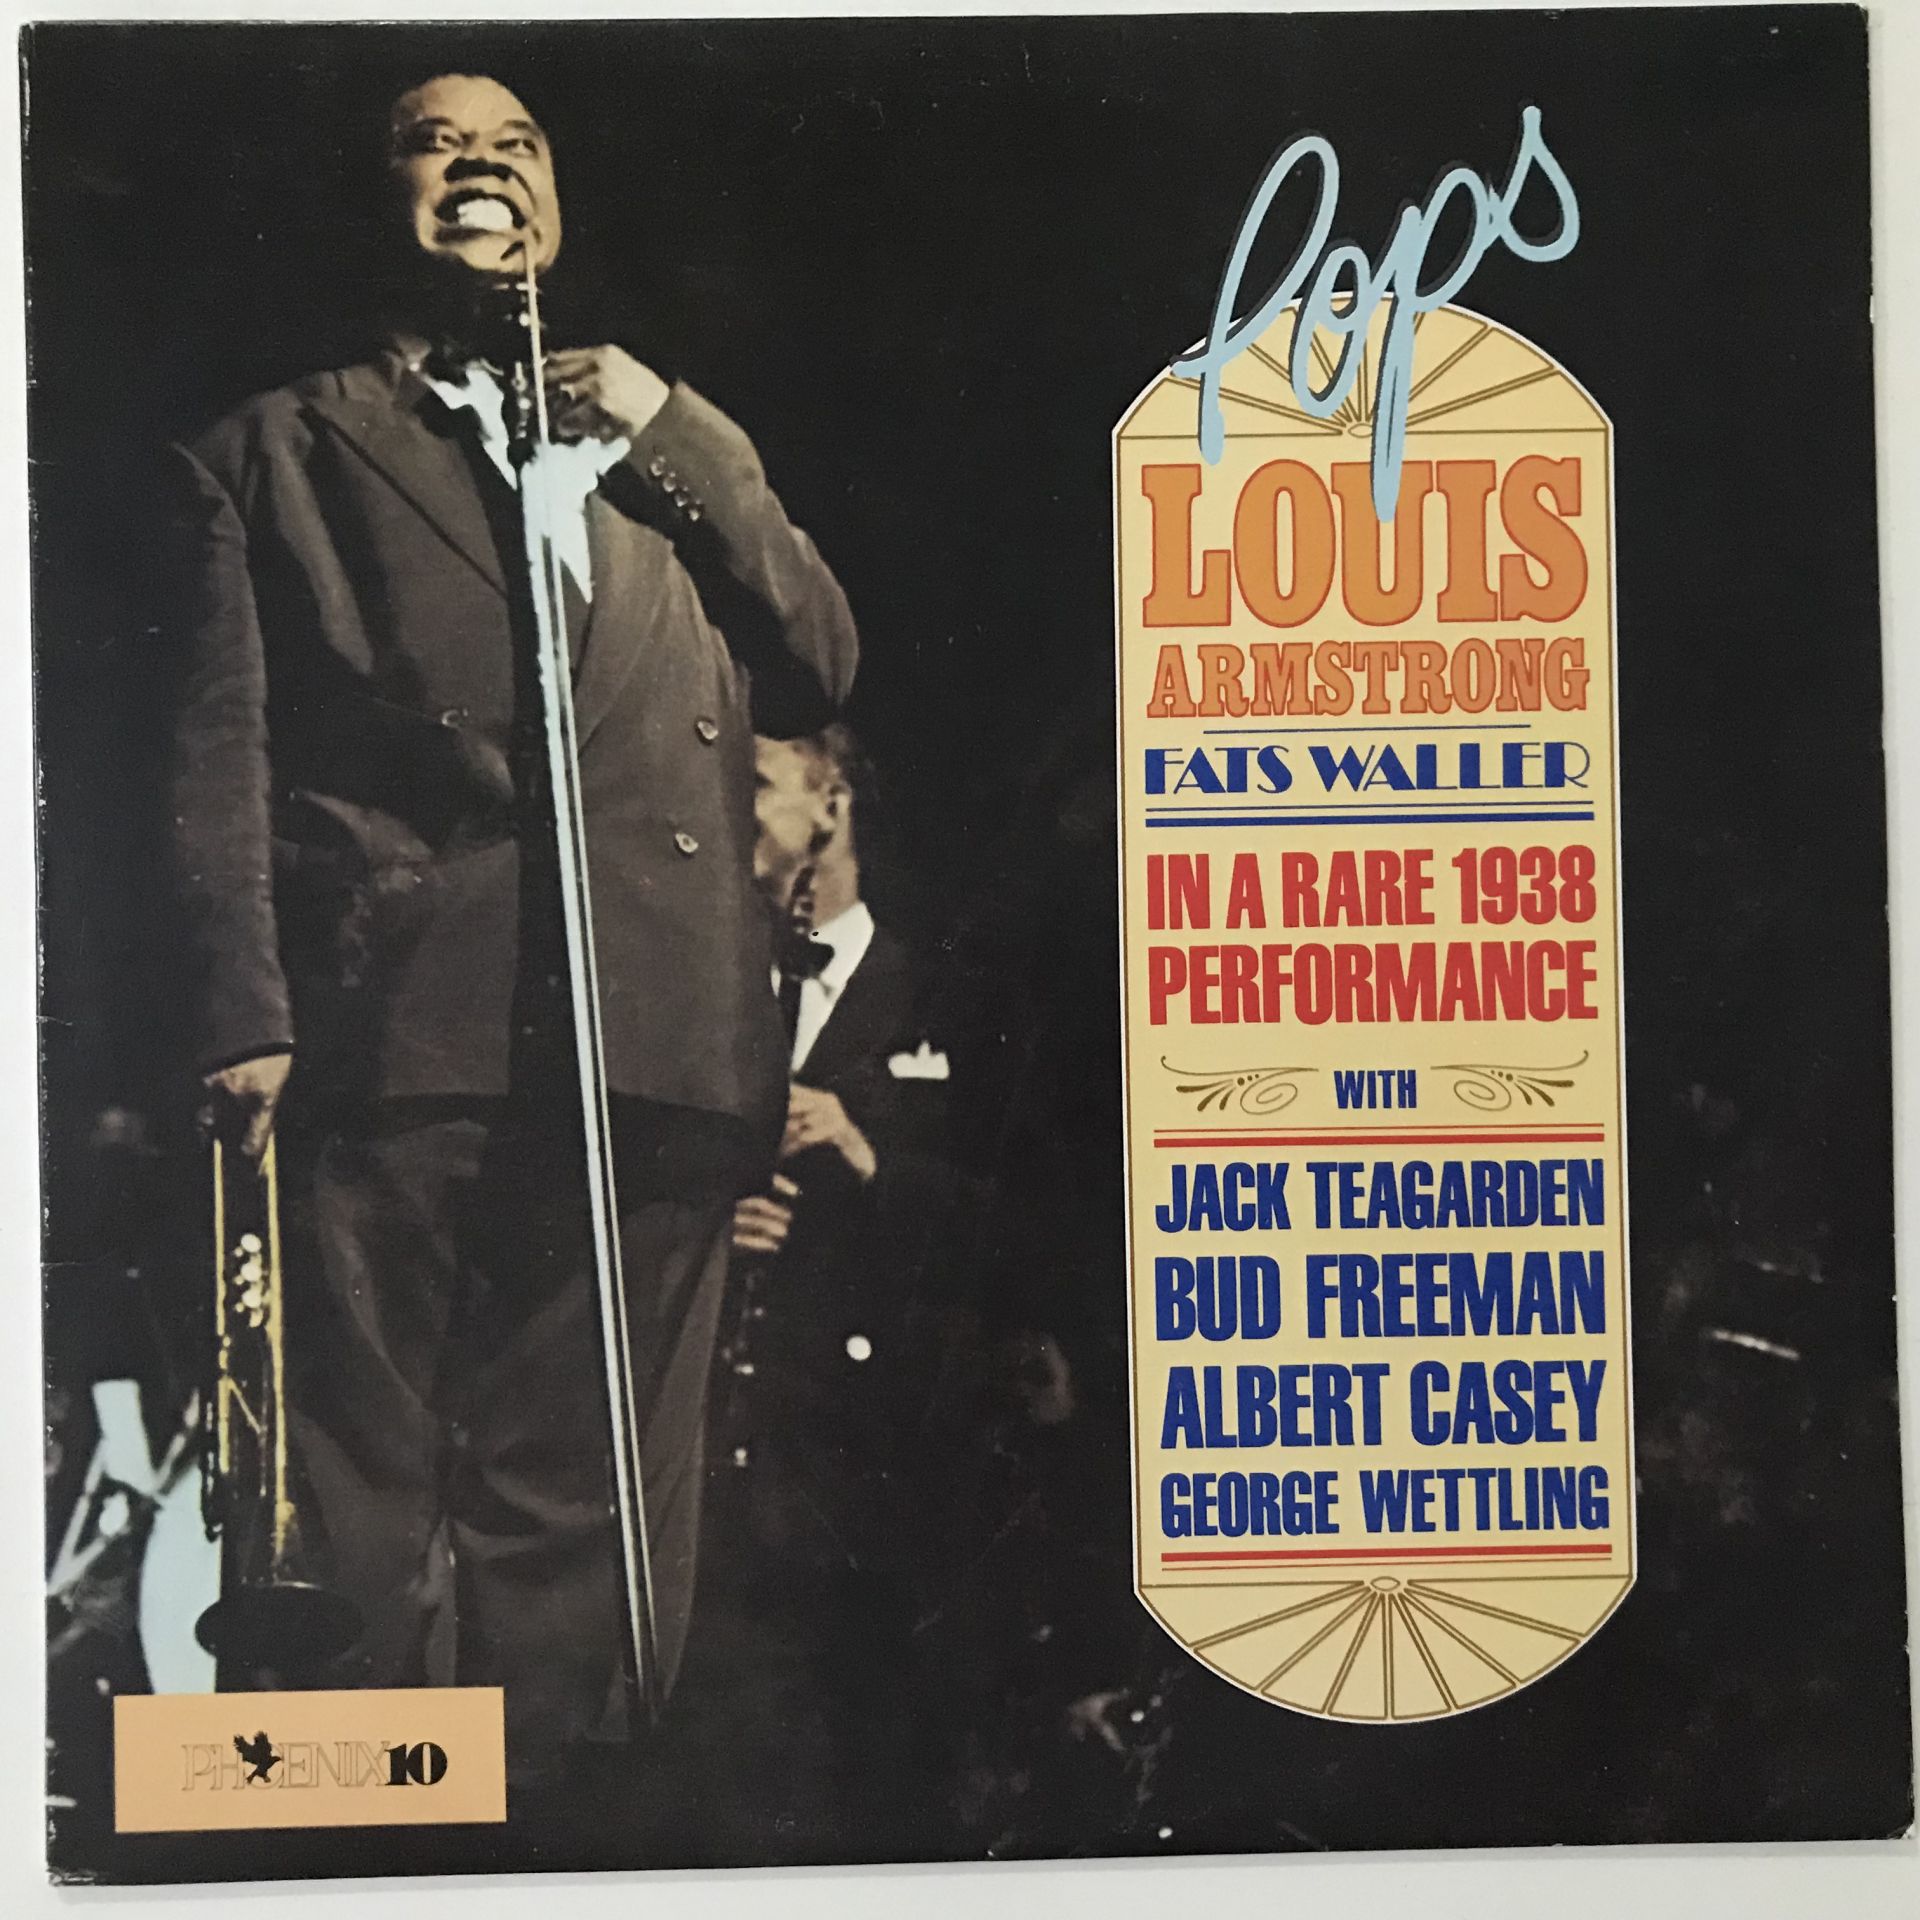 Pops
LOUIS
ARMSTRONG
FATS WALLER
IN A RARE 1938
PERFORMANCE
WITH
JACK TEAGARDEN
BUD FREEMAN
ALBERT CASEY
GEORGE WETTLING
PHOENIX10